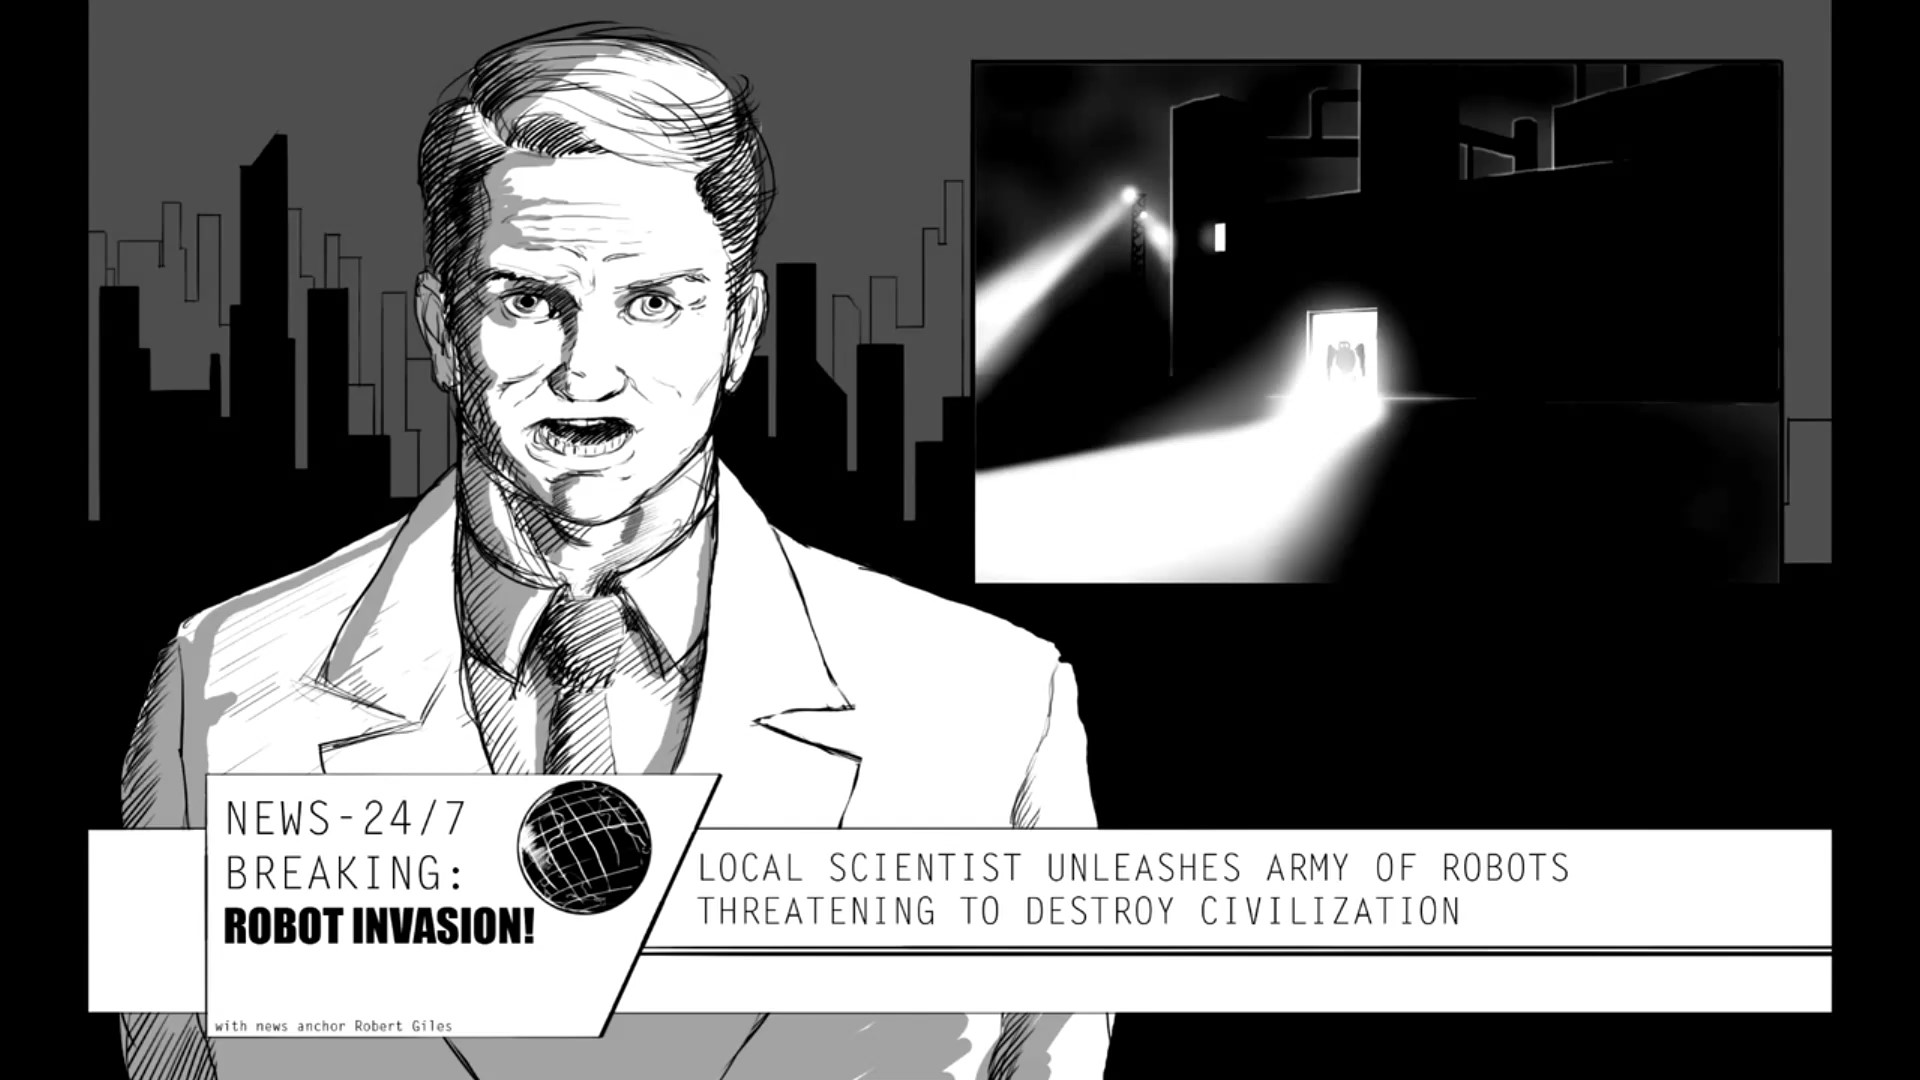 NEWS-24/7
BREAKING:
ROBOT INVASION!
with news anchor Robert Giles
LOCAL SCIENTIST UNLEASHES ARMY OF ROBOTS
THREATENING TO DESTROY CIVILIZATION